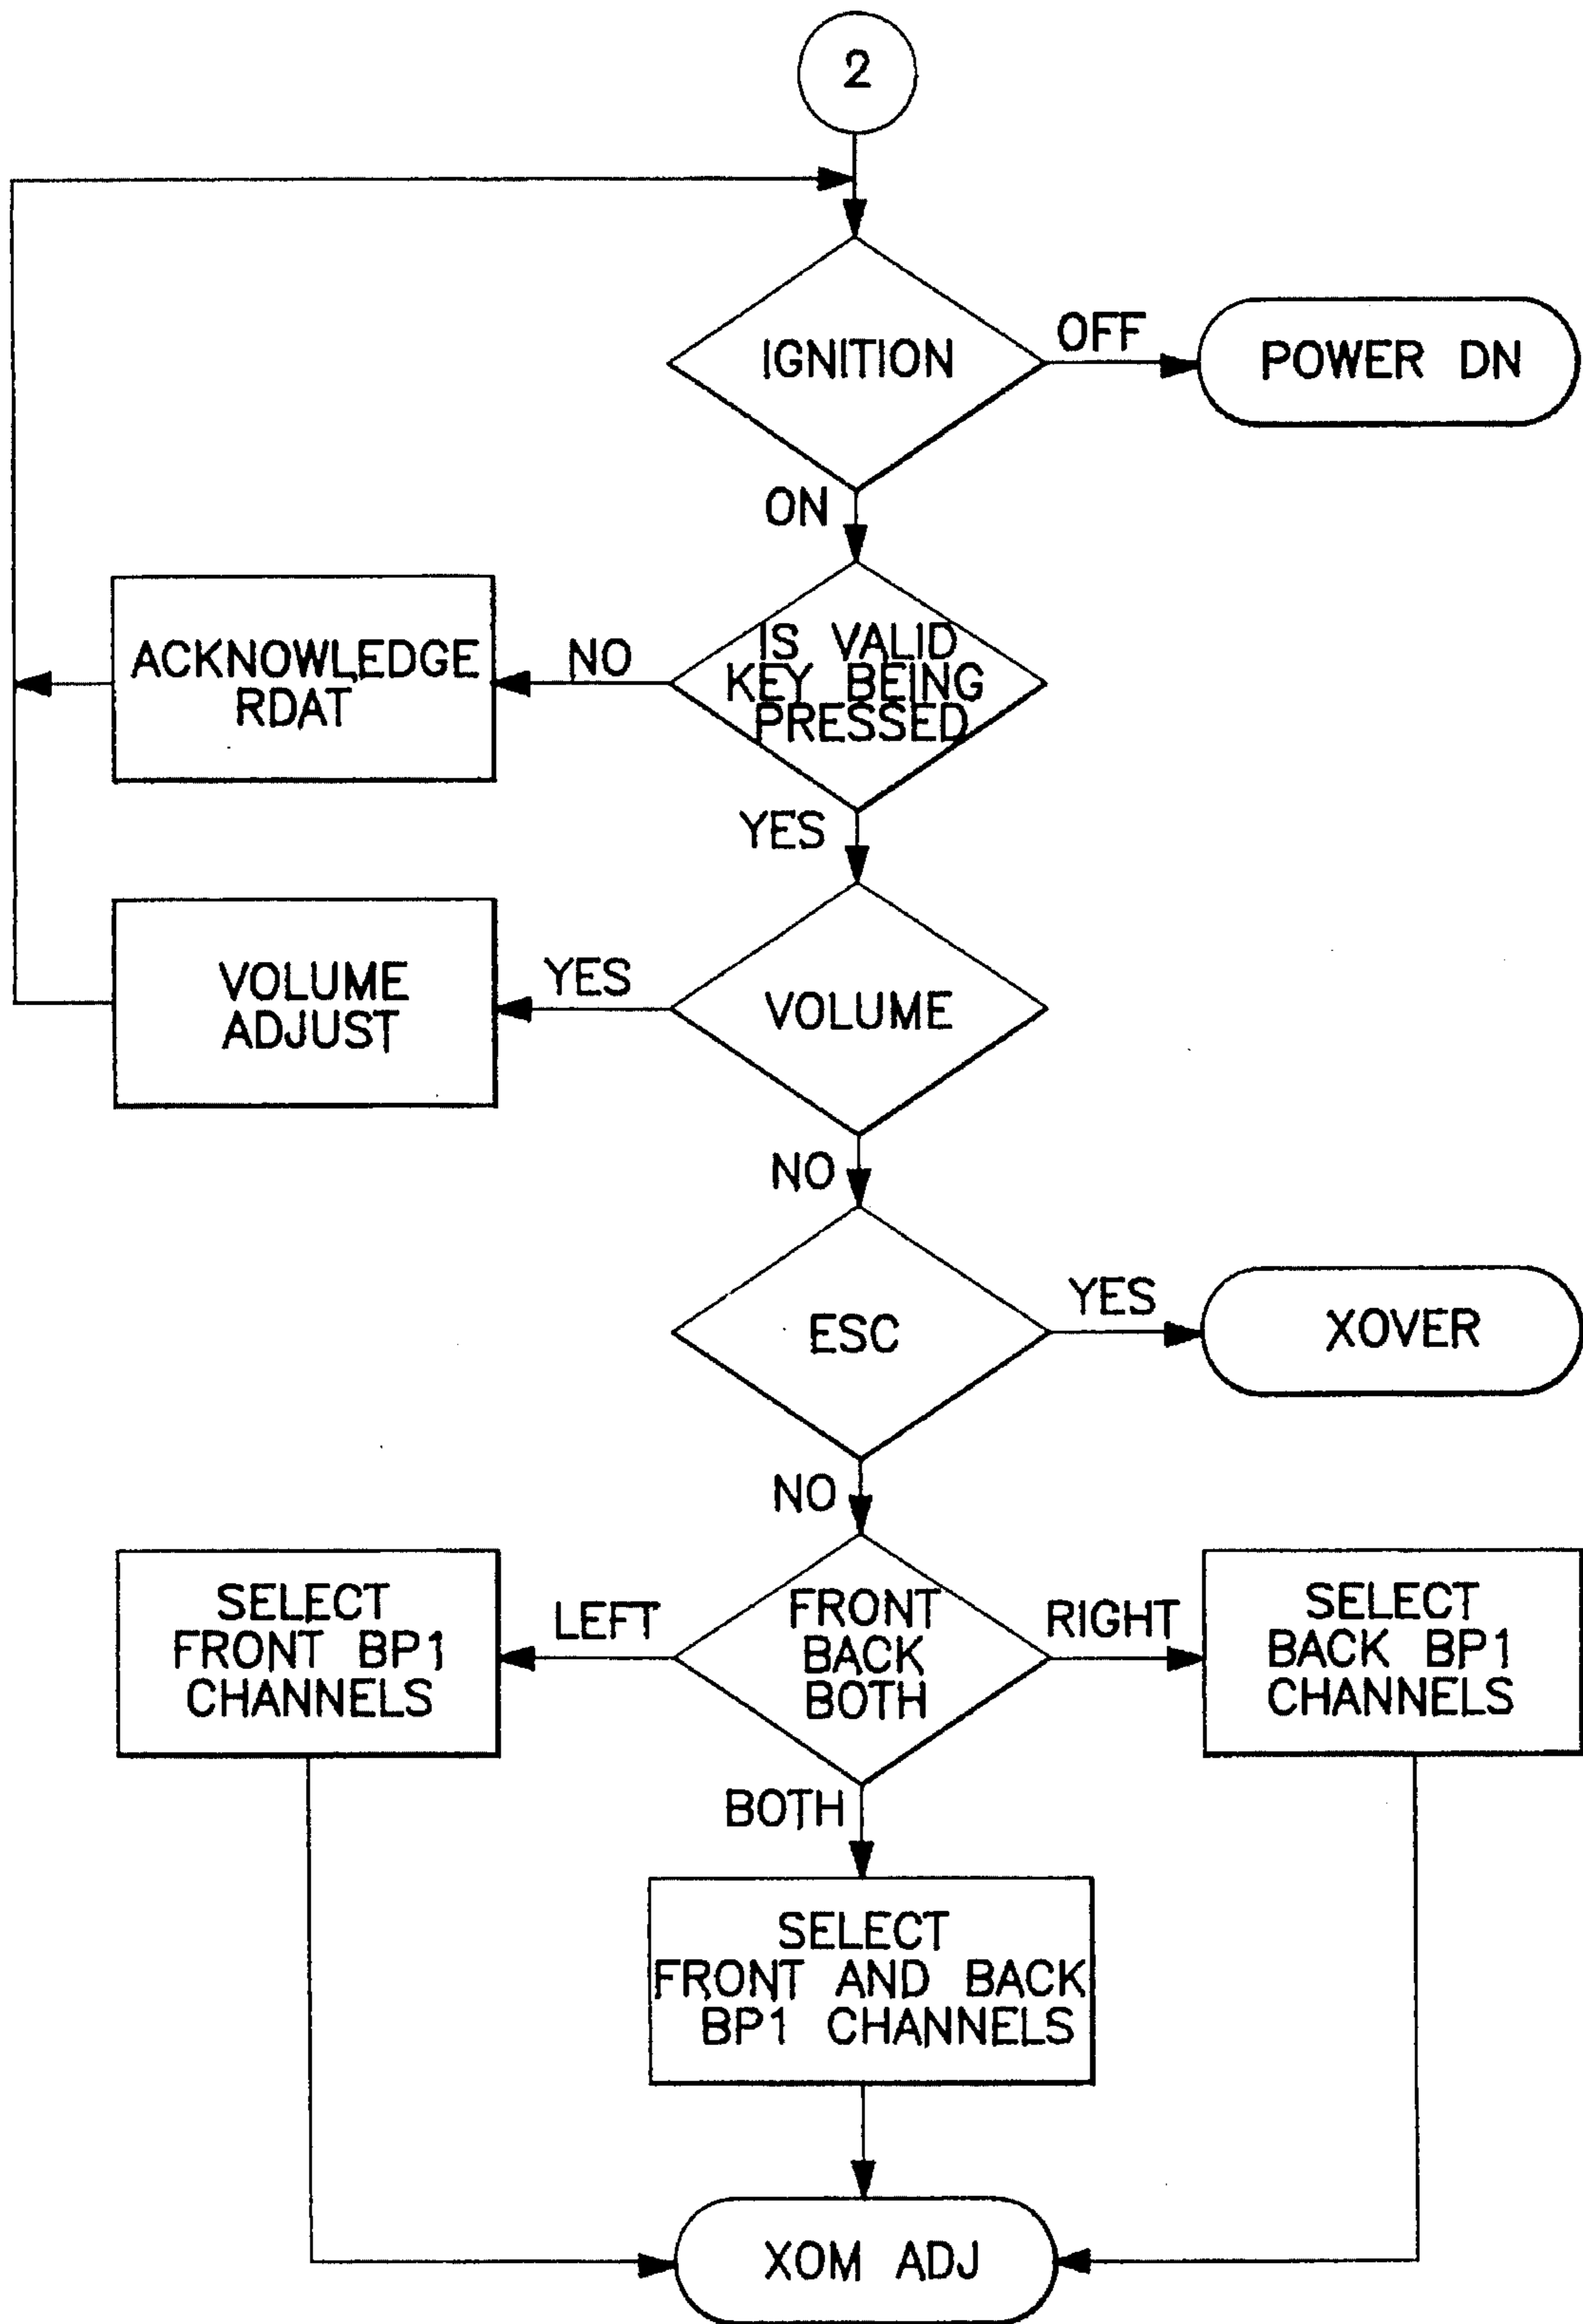 2
IGNITION
OFF
POWER DN
ON
ACKNOWLEDGE
RDAT
NO
IS VALID
KEY BEING
PRESSED
YES
VOLUME
ADJUST
YES
VOLUME
NO
ESC
YES
XOVER
NO
SELECT
FRONT BP1
CHANNELS
LEFT
FRONT
BACK
BOTH
RIGHT
SELECT
BACK BP1
CHANNELS
BOTH
SELECT
FRONT AND BACK
BP1 CHANNELS
XOM ADJ